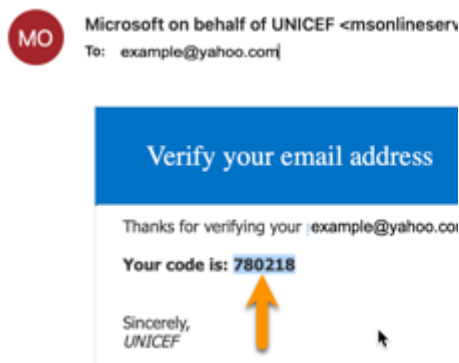 MO
Microsoft on behalf of UNICEF <msonlineserv
To: example@yahoo.com
Verify your email address
Thanks for verifying your example@yahoo.com
Your code is: 780218
Sincerely,
UNICEF